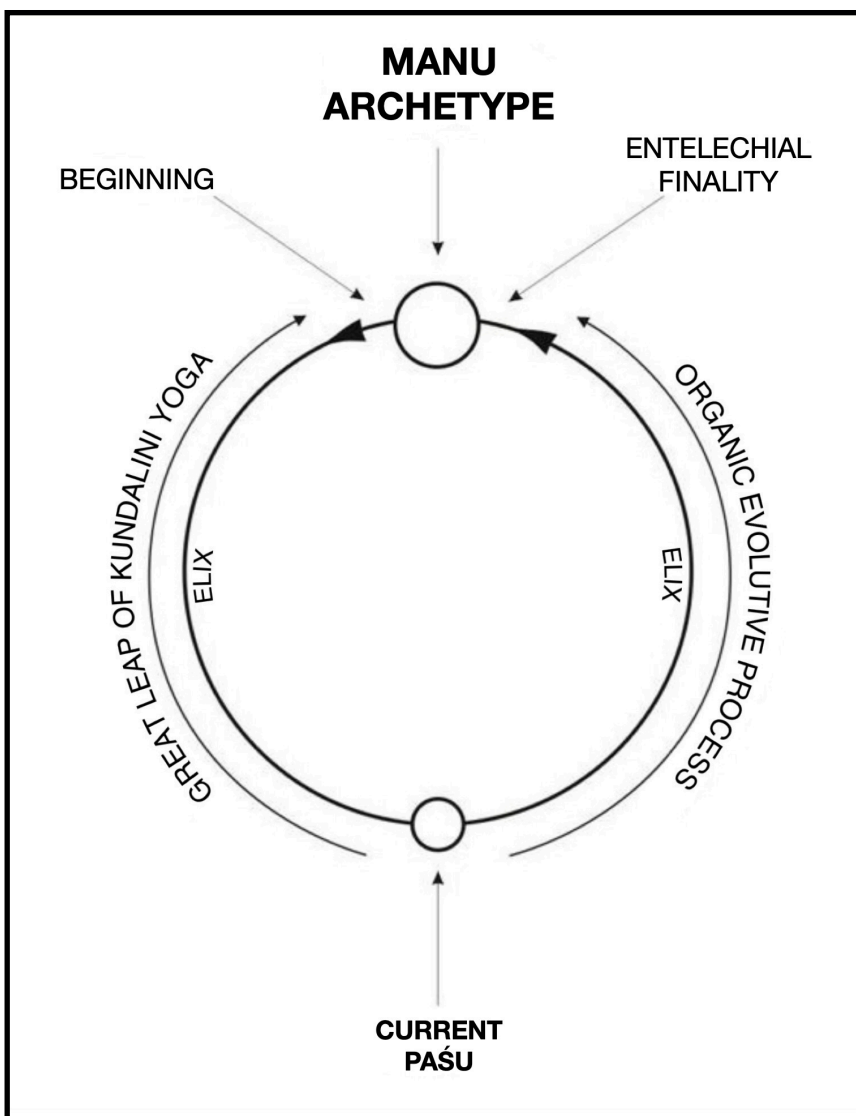 MANU
ARCHETYPE
BEGINNING
ENTELECHIAL
FINALITY
GREAT LEAP OF KUNDALINI YOGA
ELIX
ELIX
ORGANIC EVOLUTIVE PROCESS
CURRENT
PAŚU